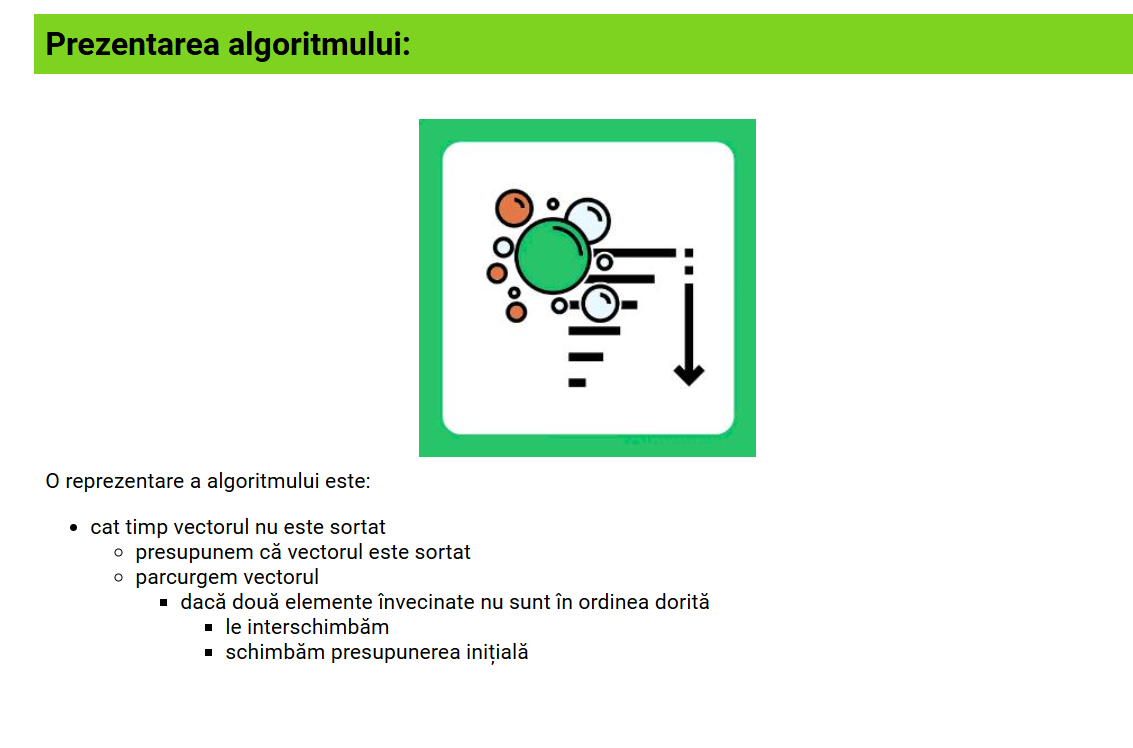 Prezentarea algoritmului:
O reprezentare a algoritmului este:
cat timp vectorul nu este sortat
presupunem că vectorul este sortat
parcurgem vectorul
dacă două elemente învecinate nu sunt în ordinea dorită
le interschimbăm
schimbăm presupunerea inițială